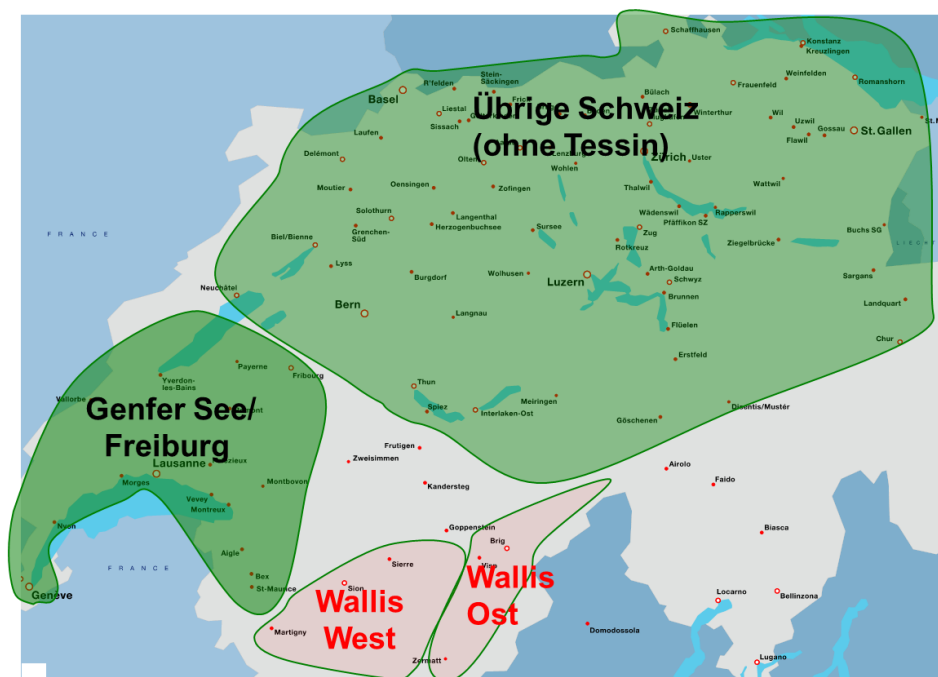 Schaffhausen
Konstanz
Kreuzlingen
Stein-
Säckingen
R'felden
Basel
Bülach
Frauenfeld
Weinfelden
Romanshorn
Liestal
Sissach
Übrige Schweiz
(ohne Tessin)
Winterthur
Wil
Uzwil
Gossau
Flawil
St.Gallen
Laufen
Delémont
Olten
Lenzburg
Wohlen
Zürich
Uster
Moutier
Oensingen
Zofingen
Thalwil
Wattwil
Solothurn
Langenthal
Herzogenbuchsee
Grenchen-
Süd
Sursee
Wädenswil
Pfäffikon SZ
Rapperswil
Zug
Rotkreuz
Ziegelbrücke
Buchs SG
FRANCE
Biel/Bienne
Lyss
Burgdorf
Wolhusen
Luzern
Arth-Goldau
Schwyz
Brunnen
Sargans
Landquart
Neuchâtel
Bern
Langnau
Flüelen
Erstfeld
Chur
Payerne
Fribourg
Yverdon-
les-Bains
Vallorbe
Thun
Spiez
Interlaken-Ost
Meiringen
Göschenen
Disentis/Mustér
Genfer See/
Freiburg
Lausanne
Morges
Vevey
Montreux
Montbovon
Frutigen
Zweisimmen
Kandersteg
Airolo
Faido
Nyon
Aigle
Bex
St-Maurice
Genève
FRANCE
Goppenstein
Brig
Sierre
Sion
Biasca
Wallis
West
Wallis
Ost
Martigny
Zermatt
Domodossola
Locarno
Bellinzona
Lugano